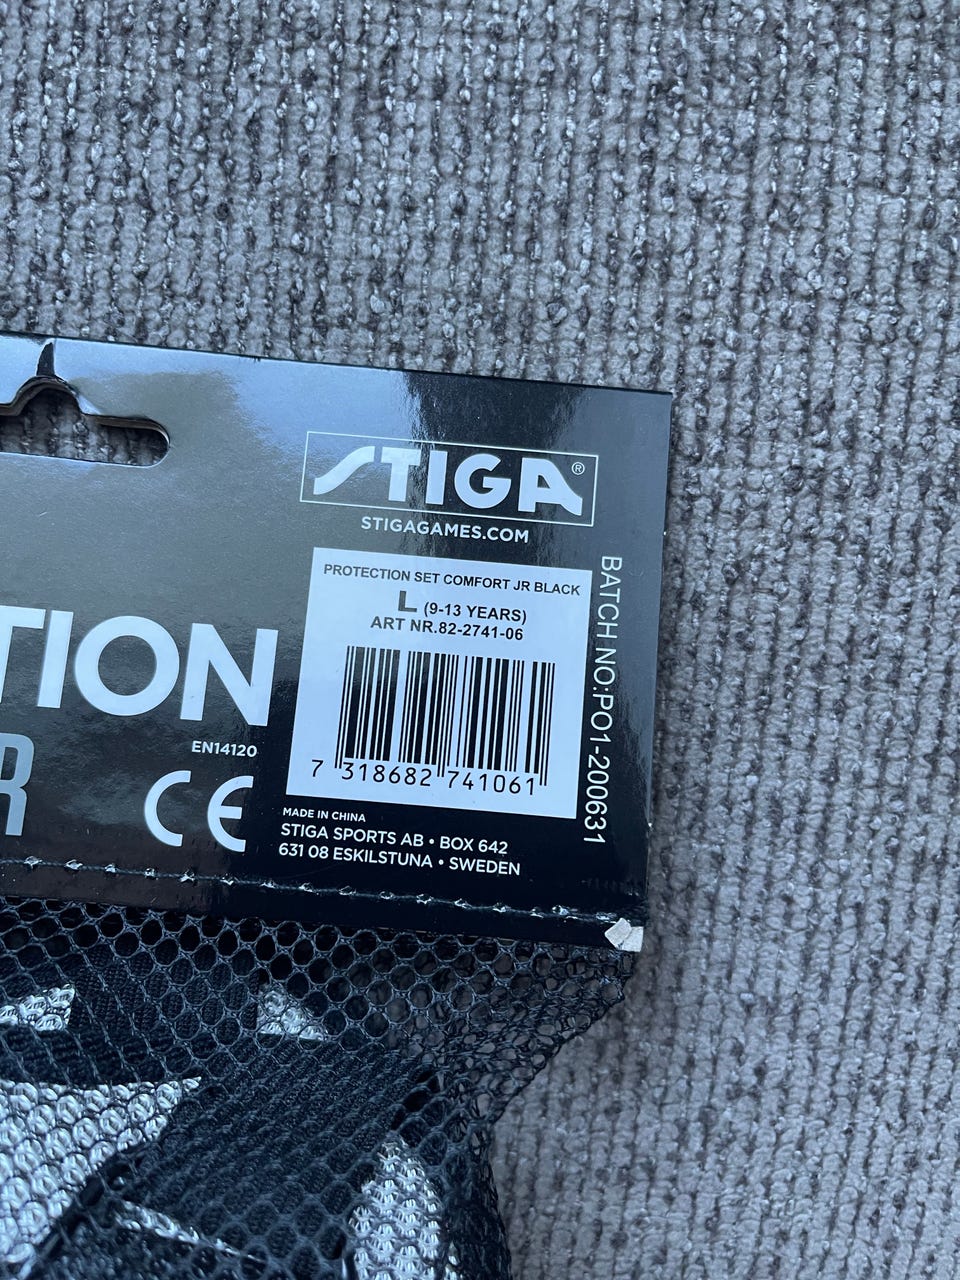 STIGA®
STIGAGAMES.COM
PROTECTION SET COMFORT JR BLACK
L (9-13 YEARS)
ART NR.82-2741-06
7 318682 741061
BATCH NO:PO1-200631
TION
R
EN14120
CE
MADE IN CHINA
STIGA SPORTS AB • BOX 642
631 08 ESKILSTUNA • SWEDEN